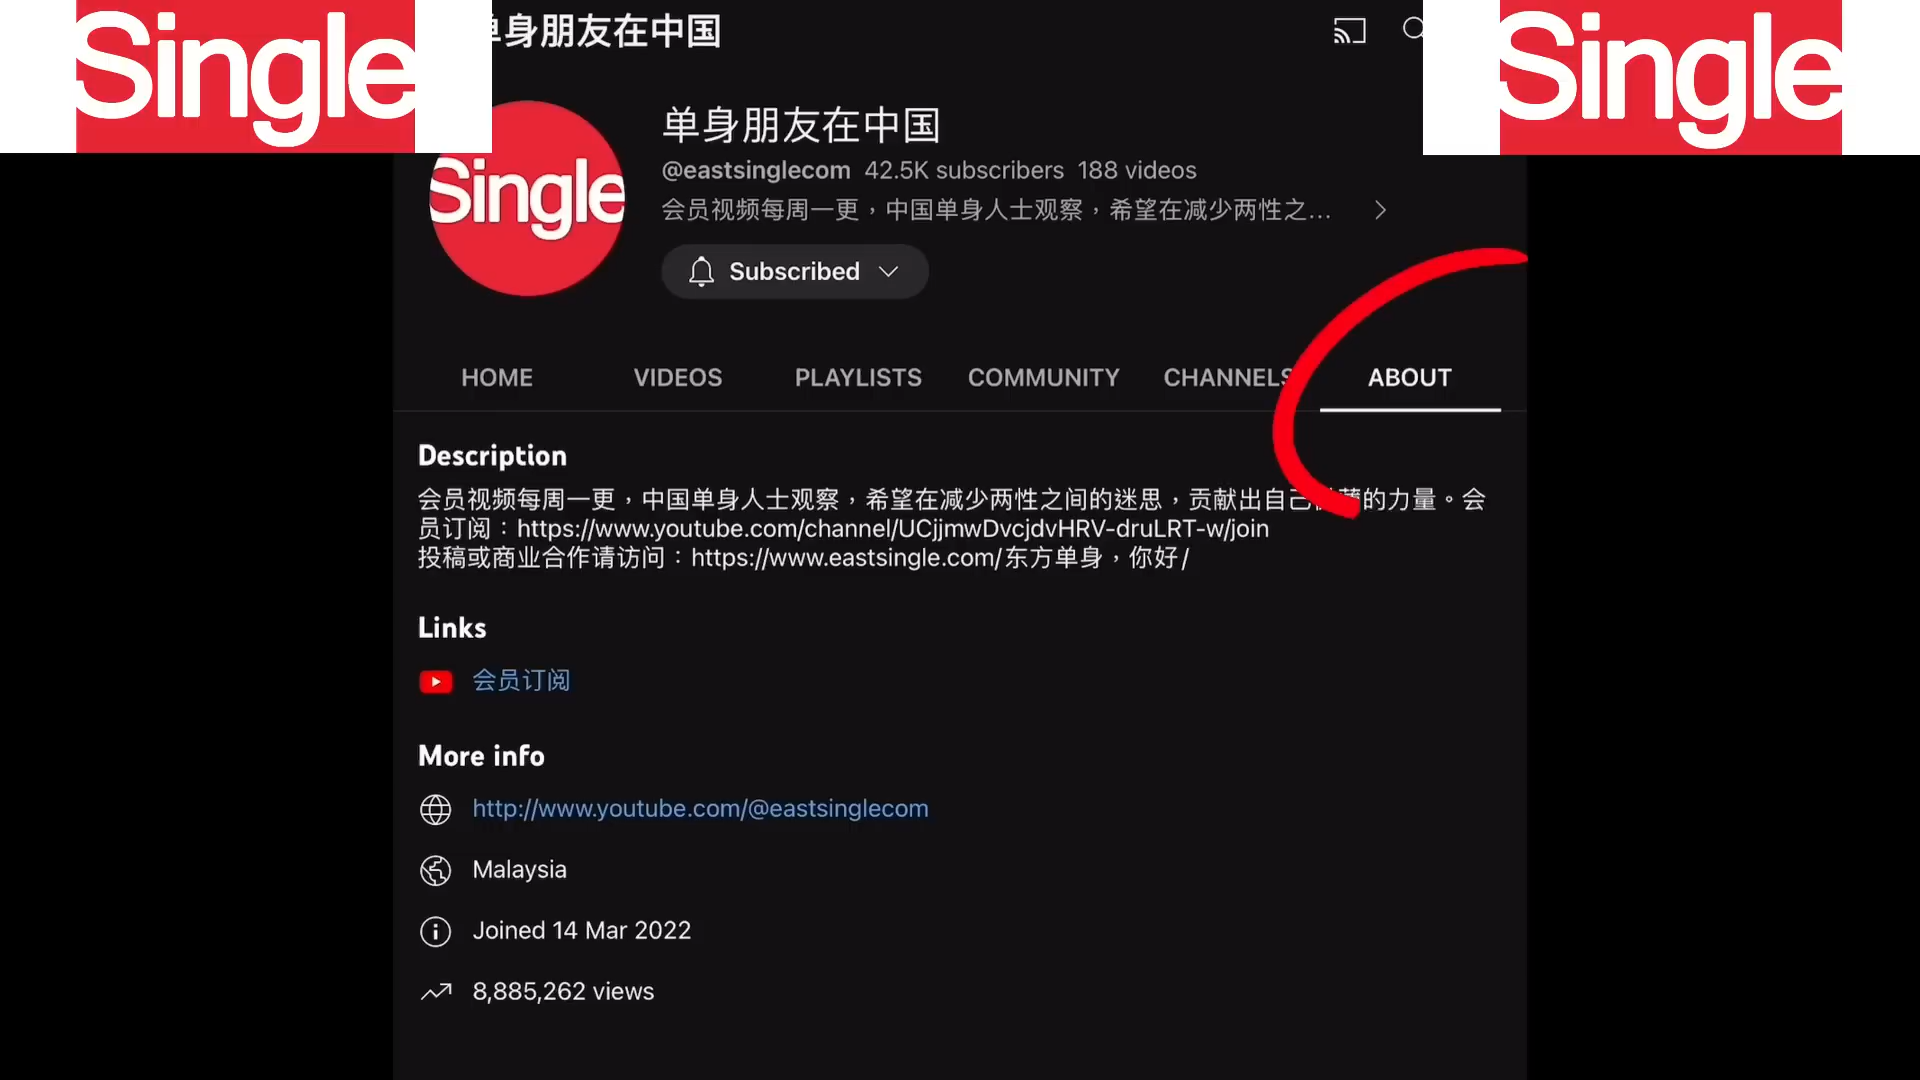 Single
身朋友在中国
Single
Single
单身朋友在中国
@eastsinglecom 42.5K subscribers 188 videos
会员视频每周一更，中国单身人士观察，希望在减少两性之...
Subscribed
HOME VIDEOS PLAYLISTS COMMUNITY CHANNELS ABOUT
Description
会员视频每周一更，中国单身人士观察，希望在减少两性之间的迷思，贡献出自己的力量。会
员订阅：https://www.youtube.com/channel/UCjjmwDvcjdvHRV-druLRT-w/join
投稿或商业合作请访问：https://www.eastsingle.com/东方单身，你好/
Links
会员订阅
More info
http://www.youtube.com/@eastsinglecom
Malaysia
Joined 14 Mar 2022
8,885,262 views